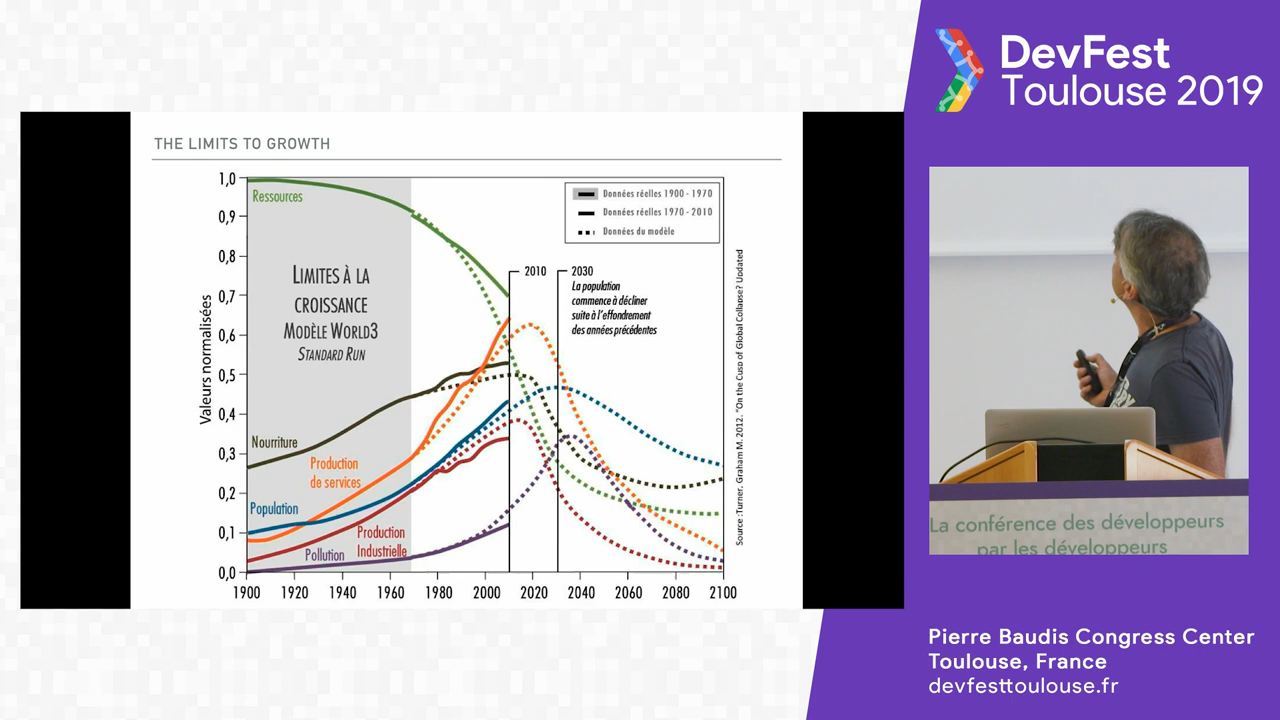 THE LIMITS TO GROWTH
Valeurs normalisées
1,0
0,9
0,8
0,7
0,6
0,5
0,4
0,3
0,2
0,1
0,0
1900
1920
1940
1960
1980
2000
2020
2040
2060
2080
2100
Ressources
LIMITES À LA
CROISSANCE
MODÈLE WORLD3
STANDARD RUN
Nourriture
Production
de services
Population
Production
Industrielle
Pollution
Données réelles 1900 - 1970
Données réelles 1970 - 2010
Données du modèle
2010
2030
La population
commence à décliner
suite à l'effondrement
des années précédentes
Source : Turner, Graham M. 2012. "On the Cusp of Global Collapse? Updated
DevFest
Toulouse 2019
La conférence des développeurs
par les développeurs
Pierre Baudis Congress Center
Toulouse, France
devfesttoulouse.fr